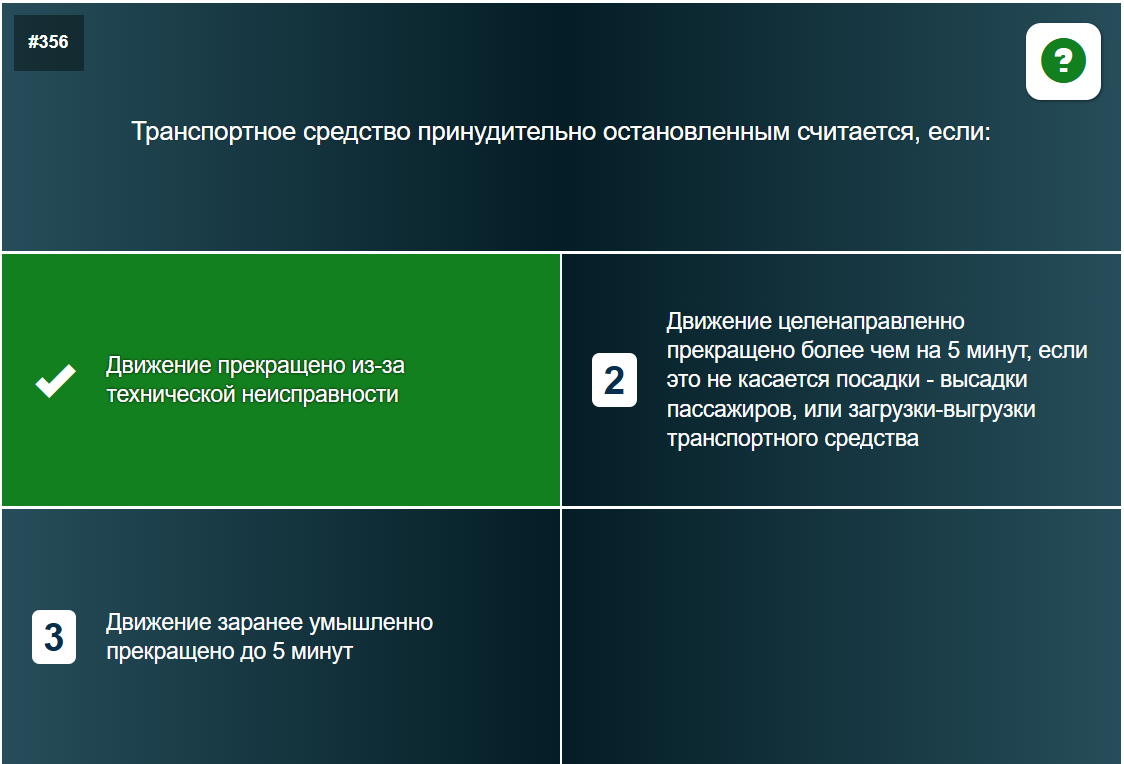 #356
?
Транспортное средство принудительно остановленным считается, если:
Движение прекращено из-за
технической неисправности
2
Движение целенаправленно
прекращено более чем на 5 минут, если
это не касается посадки - высадки
пассажиров, или загрузки-выгрузки
транспортного средства
3
Движение заранее умышленно
прекращено до 5 минут